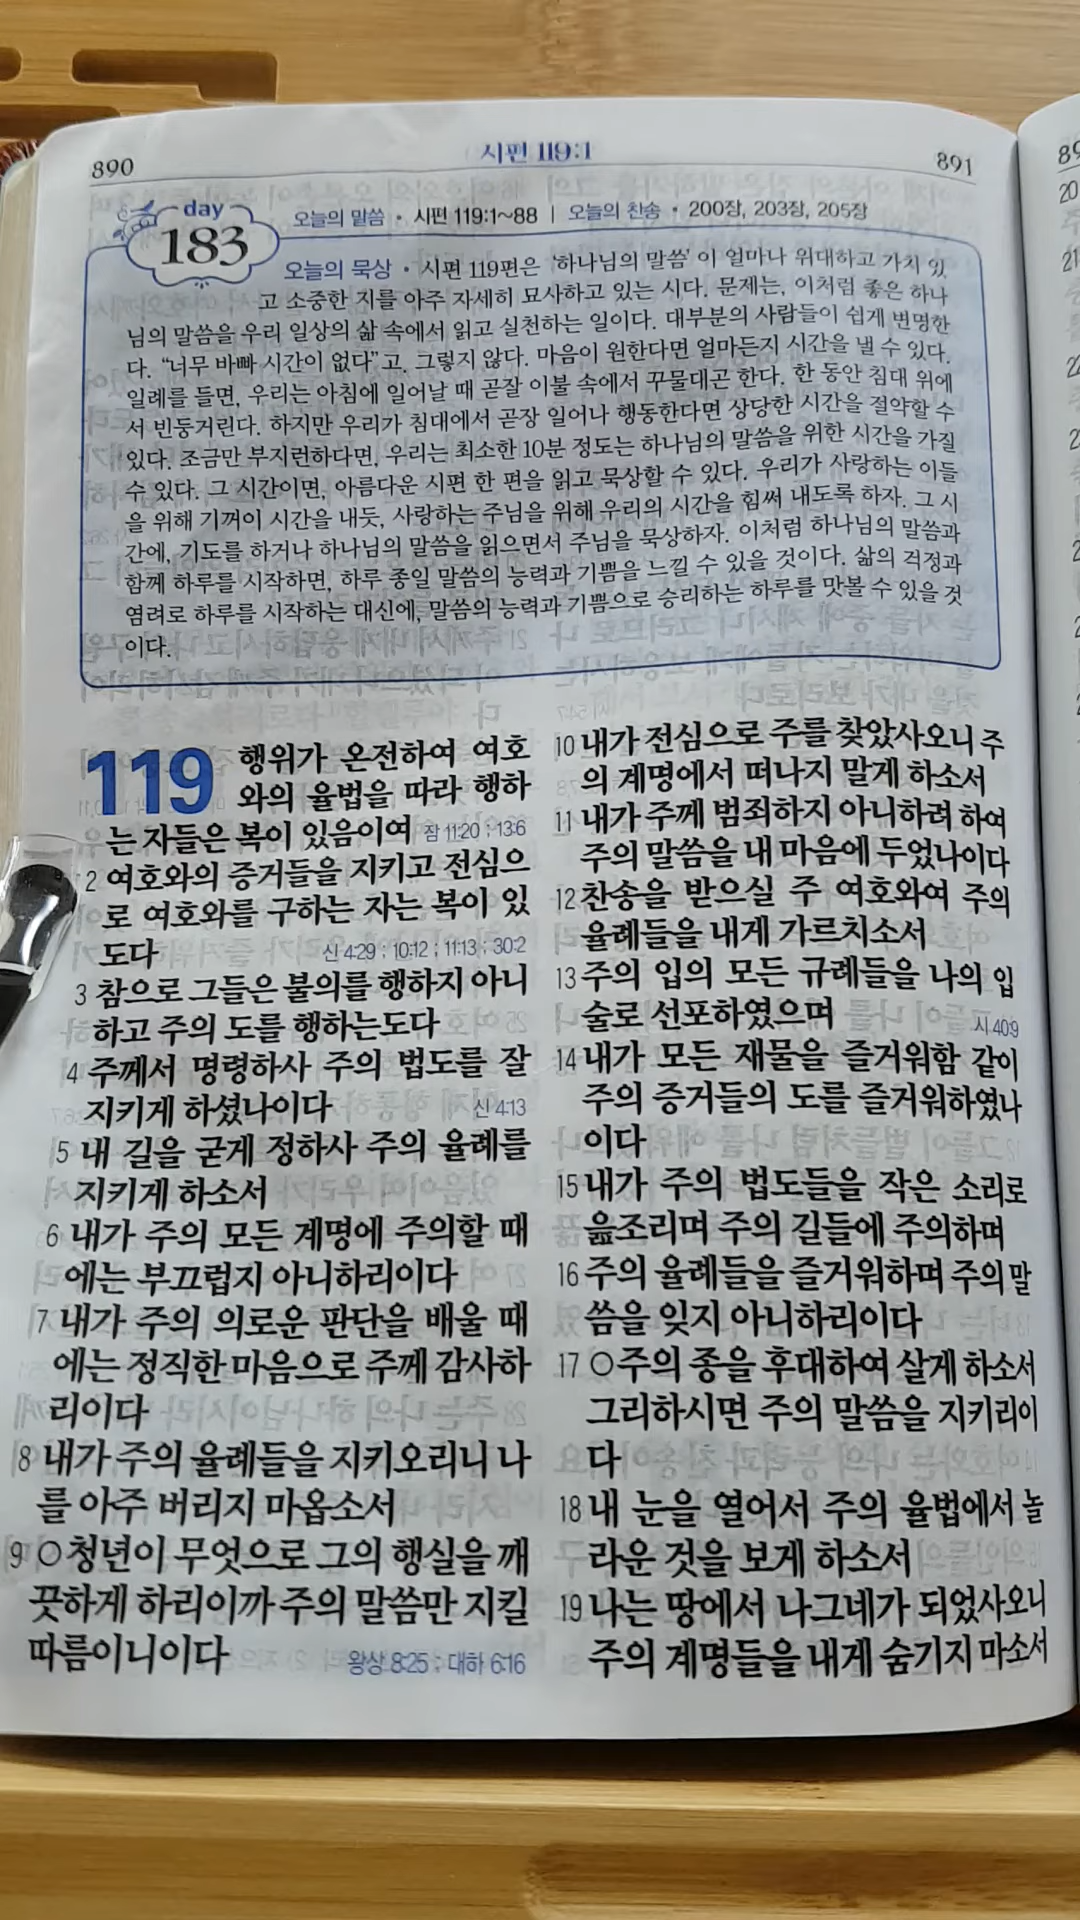 890
시편 119:1
891
day
183
오늘의 말씀 • 시편 119:1~88 | 오늘의 찬송 • 200장, 203장, 205장
오늘의 묵상 • 시편 119편은 ‘하나님의 말씀’이 얼마나 위대하고 가치 있
고 소중한 지를 아주 자세히 묘사하고 있는 시다. 문제는, 이처럼 좋은 하나
님의 말씀을 우리 일상의 삶 속에서 읽고 실천하는 일이다. 대부분의 사람들이 쉽게 변명한
다. “너무 바빠 시간이 없다”고. 그렇지 않다. 마음이 원한다면 얼마든지 시간을 낼 수 있다.
일례를 들면, 우리는 아침에 일어날 때 곧잘 이불 속에서 꾸물대곤 한다. 한 동안 침대 위에
서 빈둥거린다. 하지만 우리가 침대에서 곧장 일어나 행동한다면 상당한 시간을 절약할 수
있다. 조금만 부지런하다면, 우리는 최소한 10분 정도는 하나님의 말씀을 위한 시간을 가질
수 있다. 그 시간이면, 아름다운 시편 한 편을 읽고 묵상할 수 있다. 우리가 사랑하는 이들
을 위해 기꺼이 시간을 내듯, 사랑하는 주님을 위해 우리의 시간을 힘써 내도록 하자. 그 시
간에, 기도를 하거나 하나님의 말씀을 읽으면서 주님을 묵상하자. 이처럼 하나님의 말씀과
함께 하루를 시작하면, 하루 종일 말씀의 능력과 기쁨을 느낄 수 있을 것이다. 삶의 걱정과
염려로 하루를 시작하는 대신에, 말씀의 능력과 기쁨으로 승리하는 하루를 맛볼 수 있을 것
이다.
119 행위가 온전하여 여호
와의 율법을 따라 행하
는 자들은 복이 있음이여 잠 11:20 ; 13:6
2 여호와의 증거들을 지키고 전심으
로 여호와를 구하는 자는 복이 있
도다 신 4:29 ; 10:12 ; 11:13 ; 30:2
3 참으로 그들은 불의를 행하지 아니
하고 주의 도를 행하는도다
4 주께서 명령하사 주의 법도를 잘
지키게 하셨나이다 신 4:13
5 내 길을 굳게 정하사 주의 율례를
지키게 하소서
6 내가 주의 모든 계명에 주의할 때
에는 부끄럽지 아니하리이다
7 내가 주의 의로운 판단을 배울 때
에는 정직한 마음으로 주께 감사하
리이다
8 내가 주의 율례들을 지키오리니 나
를 아주 버리지 마옵소서
9 ○청년이 무엇으로 그의 행실을 깨
끗하게 하리이까 주의 말씀만 지킬
따름이니이다 왕상 8:25 ; 대하 6:16
10 내가 전심으로 주를 찾았사오니 주
의 계명에서 떠나지 말게 하소서
11 내가 주께 범죄하지 아니하려 하여
주의 말씀을 내 마음에 두었나이다
12 찬송을 받으실 주 여호와여 주의
율례들을 내게 가르치소서
13 주의 입의 모든 규례들을 나의 입
술로 선포하였으며 시 40:9
14 내가 모든 재물을 즐거워함 같이
주의 증거들의 도를 즐거워하였나
이다
15 내가 주의 법도들을 작은 소리로
읊조리며 주의 길들에 주의하며
16 주의 율례들을 즐거워하며 주의 말
씀을 잊지 아니하리이다
17 ○주의 종을 후대하여 살게 하소서
그리하시면 주의 말씀을 지키리이
다
18 내 눈을 열어서 주의 율법에서 놀
라운 것을 보게 하소서
19 나는 땅에서 나그네가 되었사오니
주의 계명들을 내게 숨기지 마소서